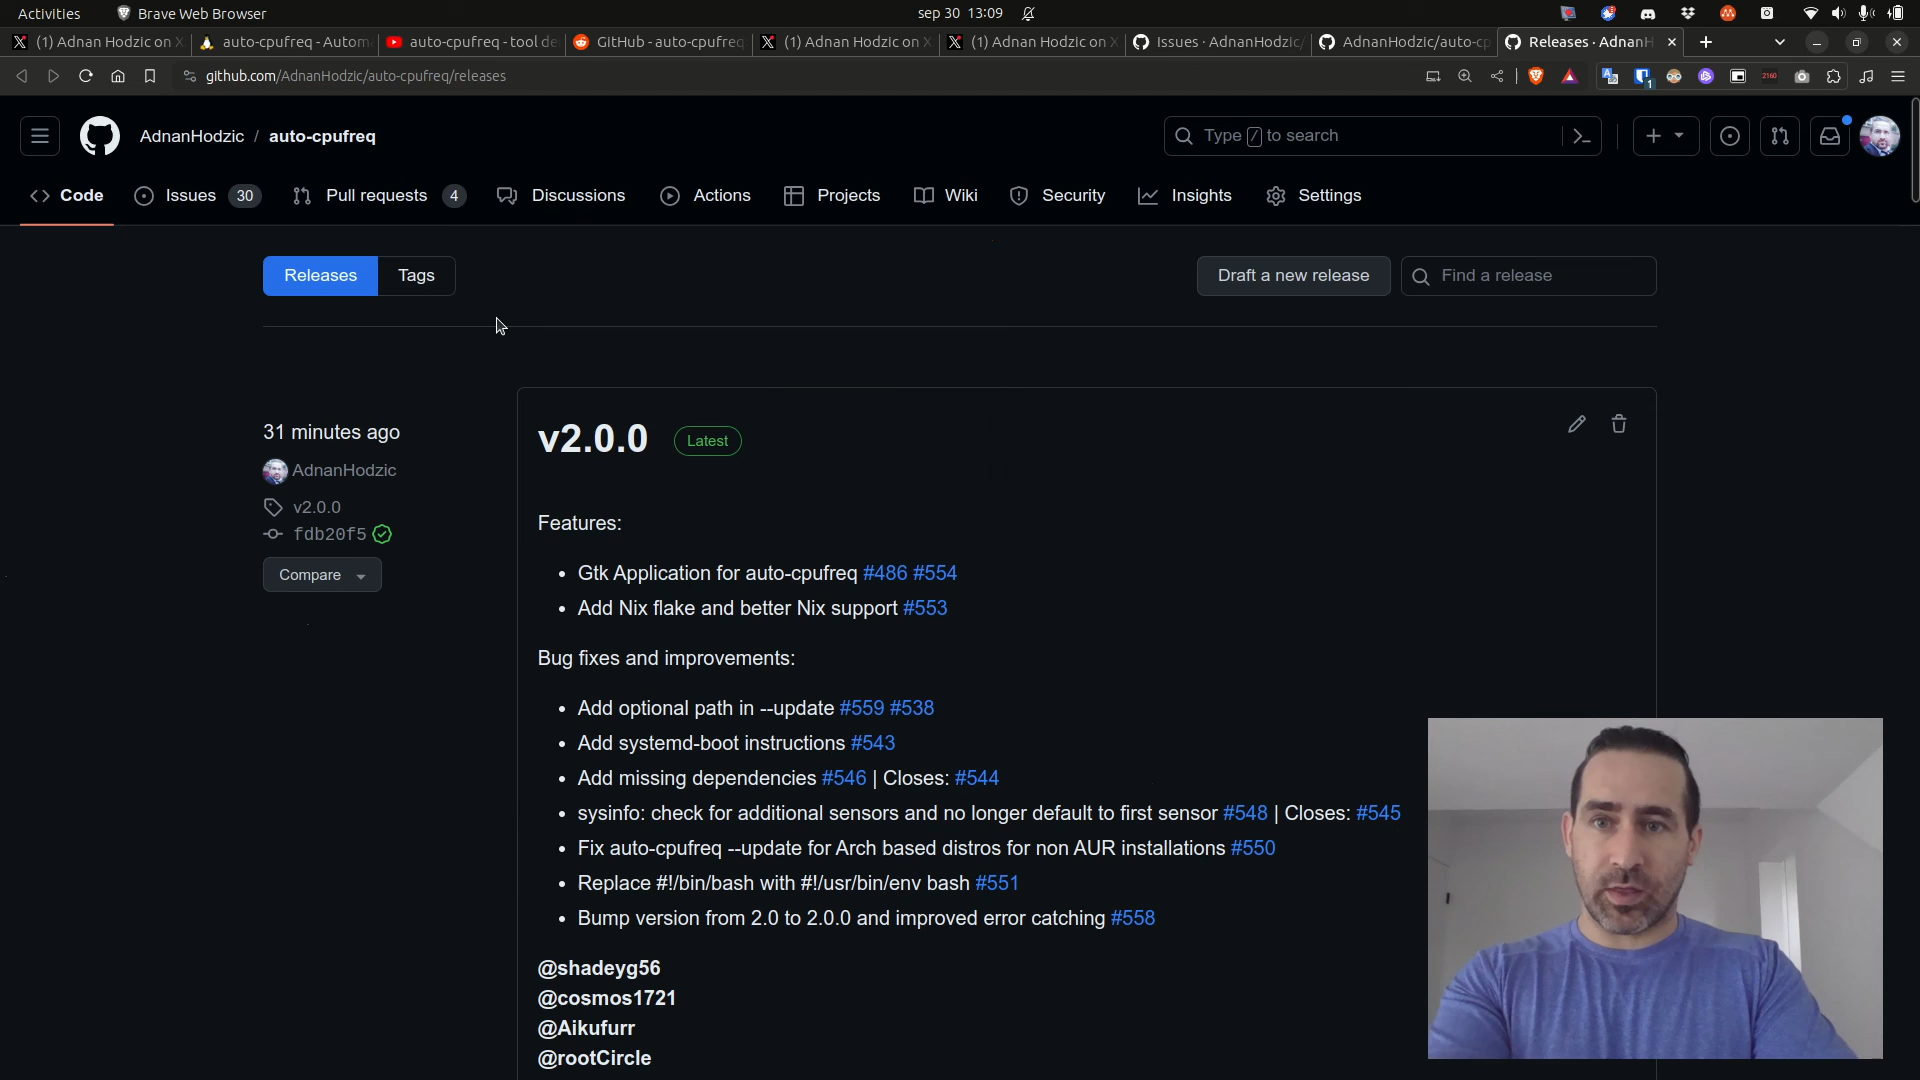 Activities
Brave Web Browser
sep 30 13:09
(1) Adnan Hodzic on X
auto-cpufreq - Autom
auto-cpufreq - tool de
GitHub - auto-cpufreq
(1) Adnan Hodzic on X
(1) Adnan Hodzic on X
Issues · AdnanHodzic/
AdnanHodzic/auto-cp
Releases · AdnanH
github.com/AdnanHodzic/auto-cpufreq/releases
1
2160
AdnanHodzic / auto-cpufreq
Type / to search
Code
Issues 30
Pull requests 4
Discussions
Actions
Projects
Wiki
Security
Insights
Settings
Releases
Tags
Draft a new release
Find a release
31 minutes ago
AdnanHodzic
v2.0.0
fdb20f5
Compare
v2.0.0
Latest
Features:
• Gtk Application for auto-cpufreq #486 #554
• Add Nix flake and better Nix support #553
Bug fixes and improvements:
• Add optional path in --update #559 #538
• Add systemd-boot instructions #543
• Add missing dependencies #546 | Closes: #544
• sysinfo: check for additional sensors and no longer default to first sensor #548 | Closes: #545
• Fix auto-cpufreq --update for Arch based distros for non AUR installations #550
• Replace #!/bin/bash with #!/usr/bin/env bash #551
• Bump version from 2.0 to 2.0.0 and improved error catching #558
@shadeyg56
@cosmos1721
@Aikufurr
@rootCircle